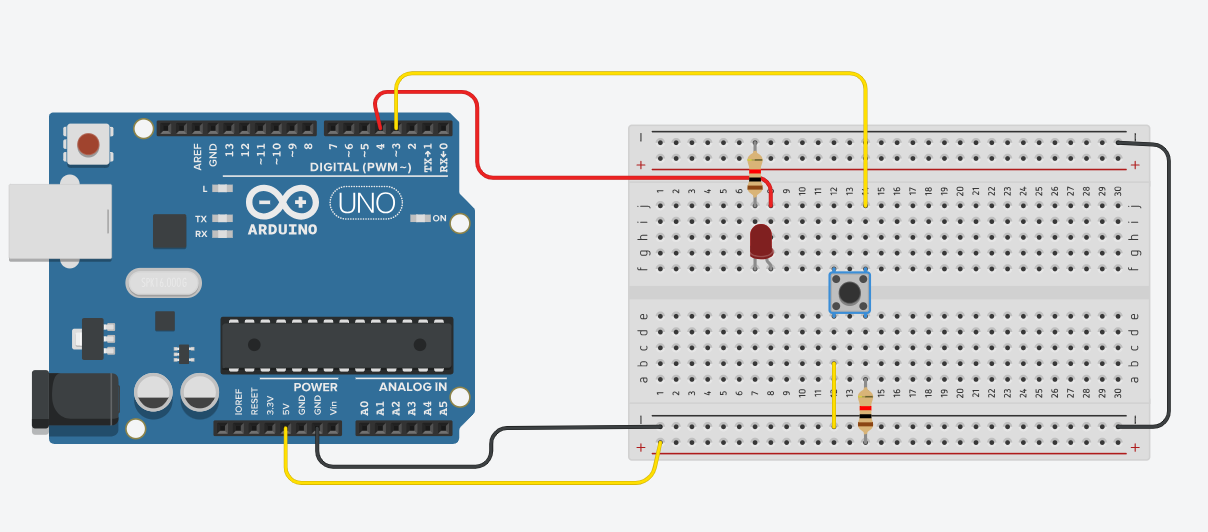 AREF
GND
13
12
~11
~10
~9
8
7
~6
~5
4
~3
2
TX→1
RX←0
DIGITAL (PWM~)
L
TX
RX
ARDUINO
UNO
ON
POWER
ANALOG IN
IOREF
RESET
3.3V
5V
GND
GND
Vin
A0
A1
A2
A3
A4
A5
− −
+ +
1 2 3 4 5 6 7 8 9 10 11 12 13 14 15 16 17 18 19 20 21 22 23 24 25 26 27 28 29 30
j j
i i
h h
g g
f f
e e
d d
c c
b b
a a
1 2 3 4 5 6 7 8 9 10 11 12 13 14 15 16 17 18 19 20 21 22 23 24 25 26 27 28 29 30
− −
+ +